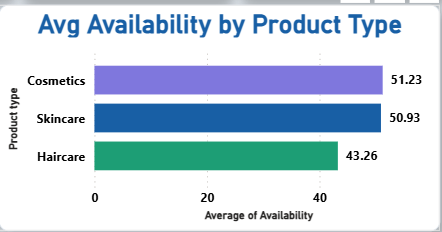 Avg Availability by Product Type
Product type
Cosmetics 51.23
Skincare 50.93
Haircare 43.26
0 20 40
Average of Availability